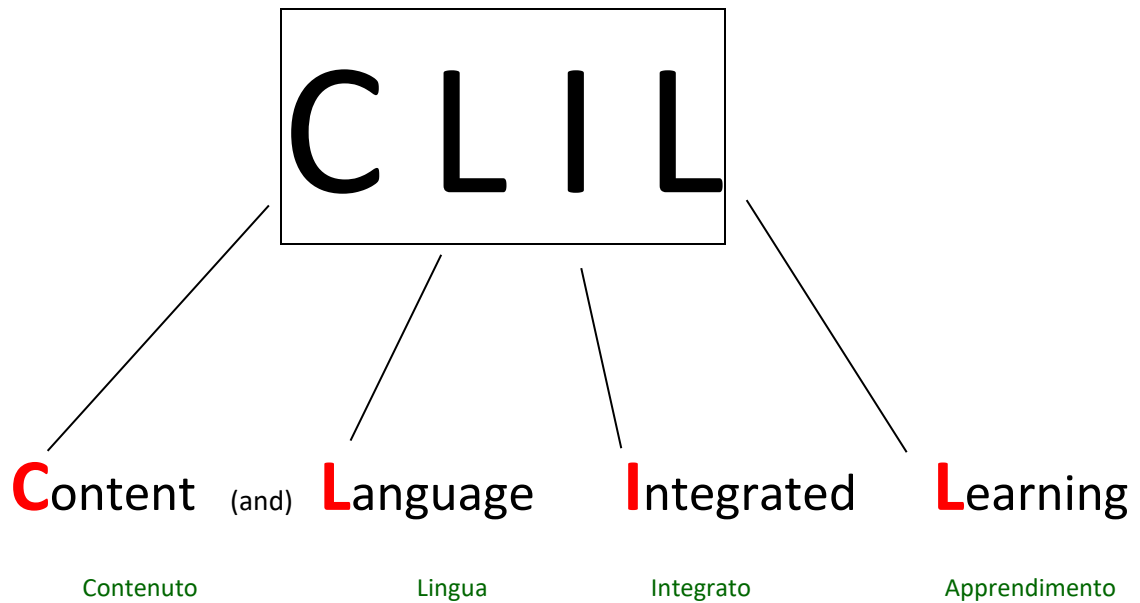 C L I L
Content (and) Language Integrated Learning
Contenuto Lingua Integrato Apprendimento